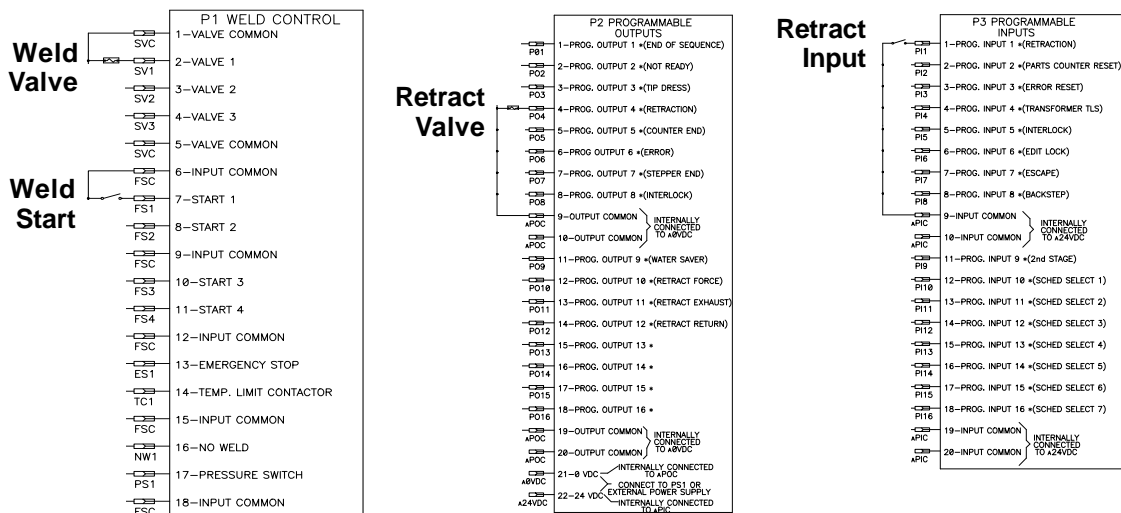 Weld
Valve
Weld
Start
P1 WELD CONTROL
SVC
1-VALVE COMMON
SV1
2-VALVE 1
SV2
3-VALVE 2
SV3
4-VALVE 3
SVC
5-VALVE COMMON
FSC
6-INPUT COMMON
FS1
7-START 1
FS2
8-START 2
FSC
9-INPUT COMMON
FS3
10-START 3
FS4
11-START 4
FSC
12-INPUT COMMON
ES1
13-EMERGENCY STOP
TC1
14-TEMP. LIMIT CONTACTOR
FSC
15-INPUT COMMON
NW1
16-NO WELD
PS1
17-PRESSURE SWITCH
FSC
18-INPUT COMMON
Retract
Valve
P2 PROGRAMMABLE
OUTPUTS
P01
1-PROG. OUTPUT 1 *(END OF SEQUENCE)
PO2
2-PROG. OUTPUT 2 *(NOT READY)
PO3
3-PROG. OUTPUT 3 *(TIP DRESS)
PO4
4-PROG. OUTPUT 4 *(RETRACTION)
PO5
5-PROG. OUTPUT 5 *(COUNTER END)
PO6
6-PROG OUTPUT 6 *(ERROR)
PO7
7-PROG. OUTPUT 7 *(STEPPER END)
PO8
8-PROG. OUTPUT 8 *(INTERLOCK)
APOC
9-OUTPUT COMMON
APOC
10-OUTPUT COMMON
INTERNALLY
CONNECTED
TO A0VDC
PO9
11-PROG. OUTPUT 9 *(WATER SAVER)
PO10
12-PROG. OUTPUT 10 *(RETRACT FORCE)
PO11
13-PROG. OUTPUT 11 *(RETRACT EXHAUST)
PO12
14-PROG. OUTPUT 12 *(RETRACT RETURN)
PO13
15-PROG. OUTPUT 13 *
PO14
16-PROG. OUTPUT 14 *
PO15
17-PROG. OUTPUT 15 *
PO16
18-PROG. OUTPUT 16 *
APOC
19-OUTPUT COMMON
APOC
20-OUTPUT COMMON
INTERNALLY
CONNECTED
TO A0VDC
A0VDC
21-0 VDC
INTERNALLY CONNECTED
TO APOC
CONNECT TO PS1 OR
EXTERNAL POWER SUPPLY
A24VDC
22-24 VDC
INTERNALLY CONNECTED
TO APIC
Retract
Input
P3 PROGRAMMABLE
INPUTS
PI1
1-PROG. INPUT 1 *(RETRACTION)
PI2
2-PROG. INPUT 2 *(PARTS COUNTER RESET)
PI3
3-PROG. INPUT 3 *(ERROR RESET)
PI4
4-PROG. INPUT 4 *(TRANSFORMER TLS)
PI5
5-PROG. INPUT 5 *(INTERLOCK)
PI6
6-PROG. INPUT 6 *(EDIT LOCK)
PI7
7-PROG. INPUT 7 *(ESCAPE)
PI8
8-PROG. INPUT 8 *(BACKSTEP)
APIC
9-INPUT COMMON
APIC
10-INPUT COMMON
INTERNALLY
CONNECTED
TO A24VDC
PI9
11-PROG. INPUT 9 *(2nd STAGE)
PI10
12-PROG. INPUT 10 *(SCHED SELECT 1)
PI11
13-PROG. INPUT 11 *(SCHED SELECT 2)
PI12
14-PROG. INPUT 12 *(SCHED SELECT 3)
PI13
15-PROG. INPUT 13 *(SCHED SELECT 4)
PI14
16-PROG. INPUT 14 *(SCHED SELECT 5)
PI15
17-PROG. INPUT 15 *(SCHED SELECT 6)
PI16
18-PROG. INPUT 16 *(SCHED SELECT 7)
APIC
19-INPUT COMMON
APIC
20-INPUT COMMON
INTERNALLY
CONNECTED
TO A24VDC